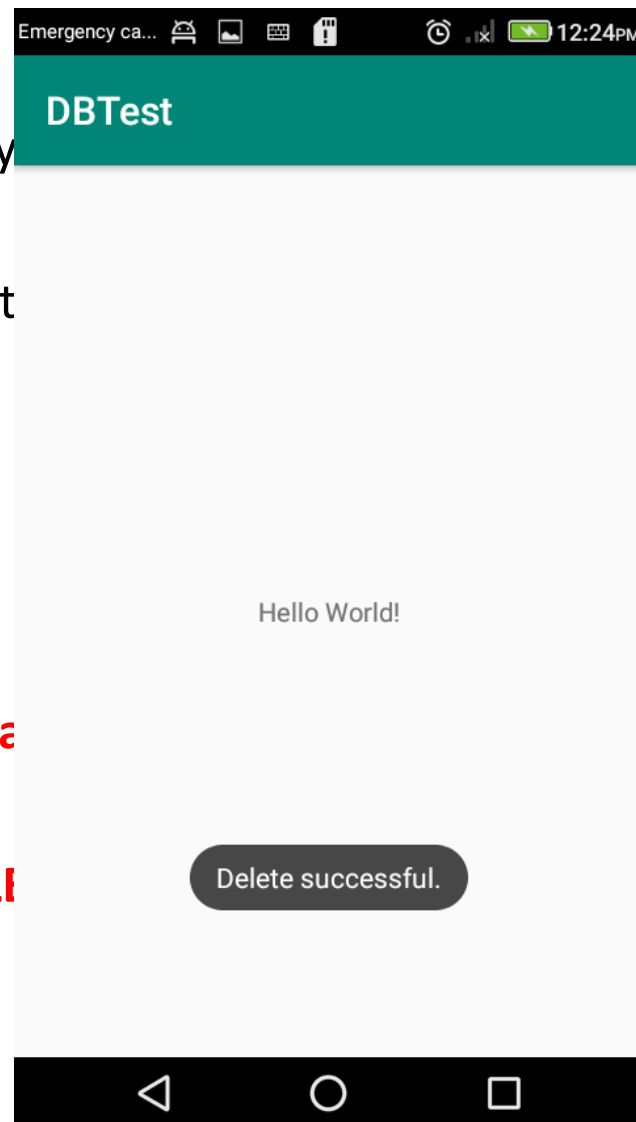 Emergency ca... 12:24PM
DBTest
y
t
Hello World!
a
Delete successful.